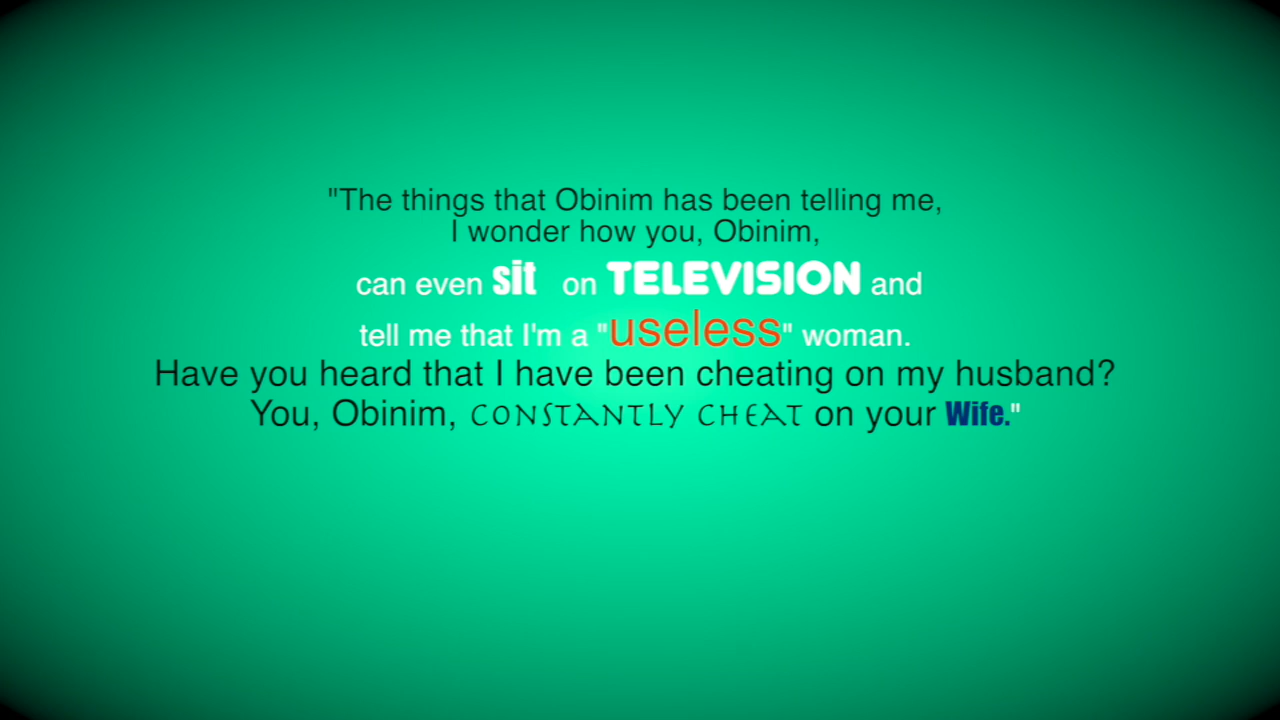 "The things that Obinim has been telling me,
I wonder how you, Obinim,
can even sit on TELEVISION and
tell me that I'm a "useless" woman.
Have you heard that I have been cheating on my husband?
You, Obinim, CONSTANTLY CHEAT on your Wife."